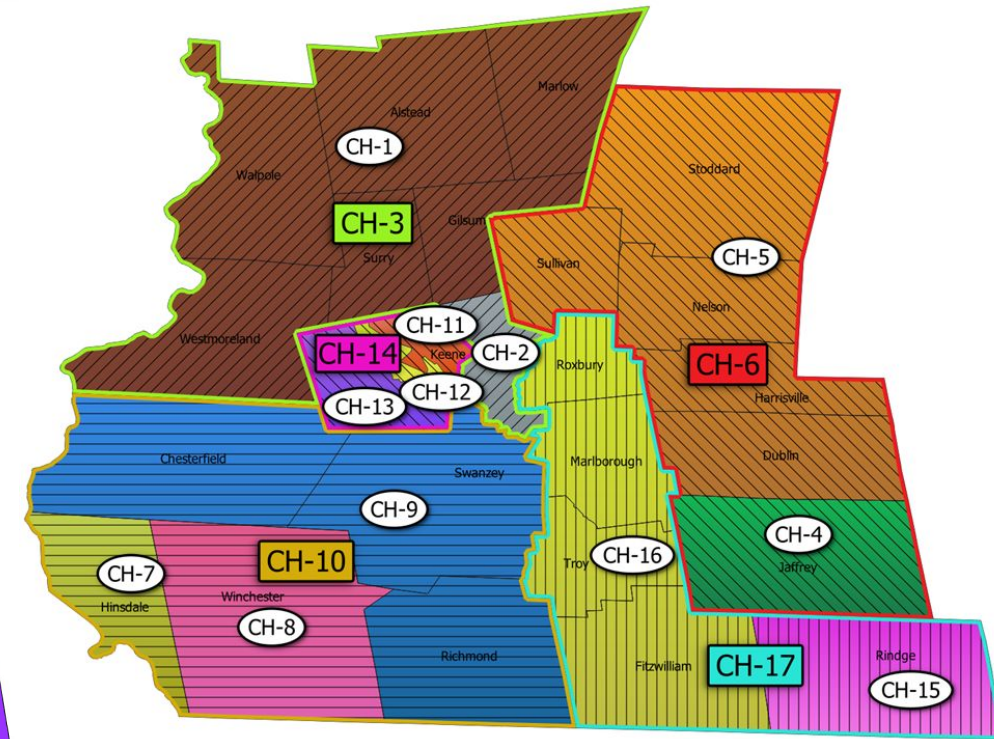 Marlow
Alstead
CH-1
Stoddard
Walpole
CH-3
Gilsum
CH-5
Surry
Sullivan
Nelson
Westmoreland
CH-11
CH-14
Keene
CH-2
Roxbury
CH-6
CH-12
CH-13
Harrisville
Chesterfield
Swanzey
Marlborough
Dublin
CH-9
CH-4
CH-16
CH-10
Troy
Jaffrey
CH-7
Hinsdale
Winchester
CH-8
Richmond
Fitzwilliam
CH-17
Rindge
CH-15